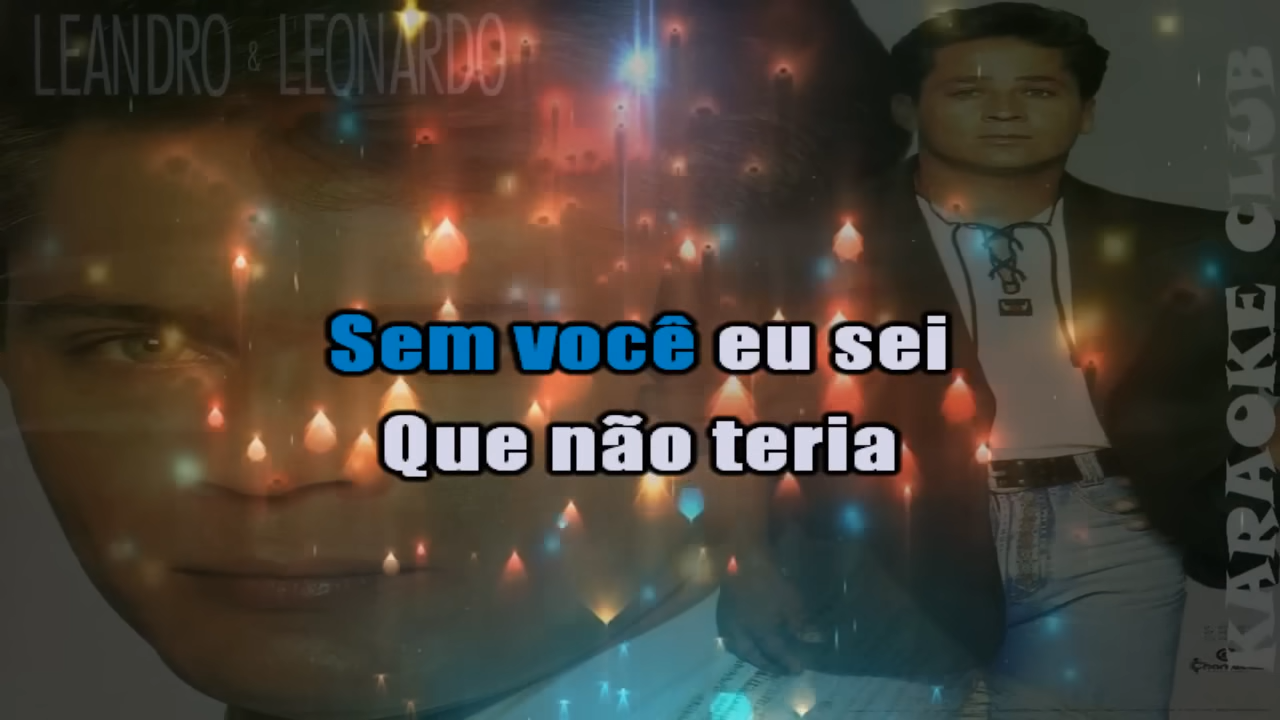 LEANDRO & LEONARDO
Sem você eu sei
Que não teria
KARAOKE CLUB